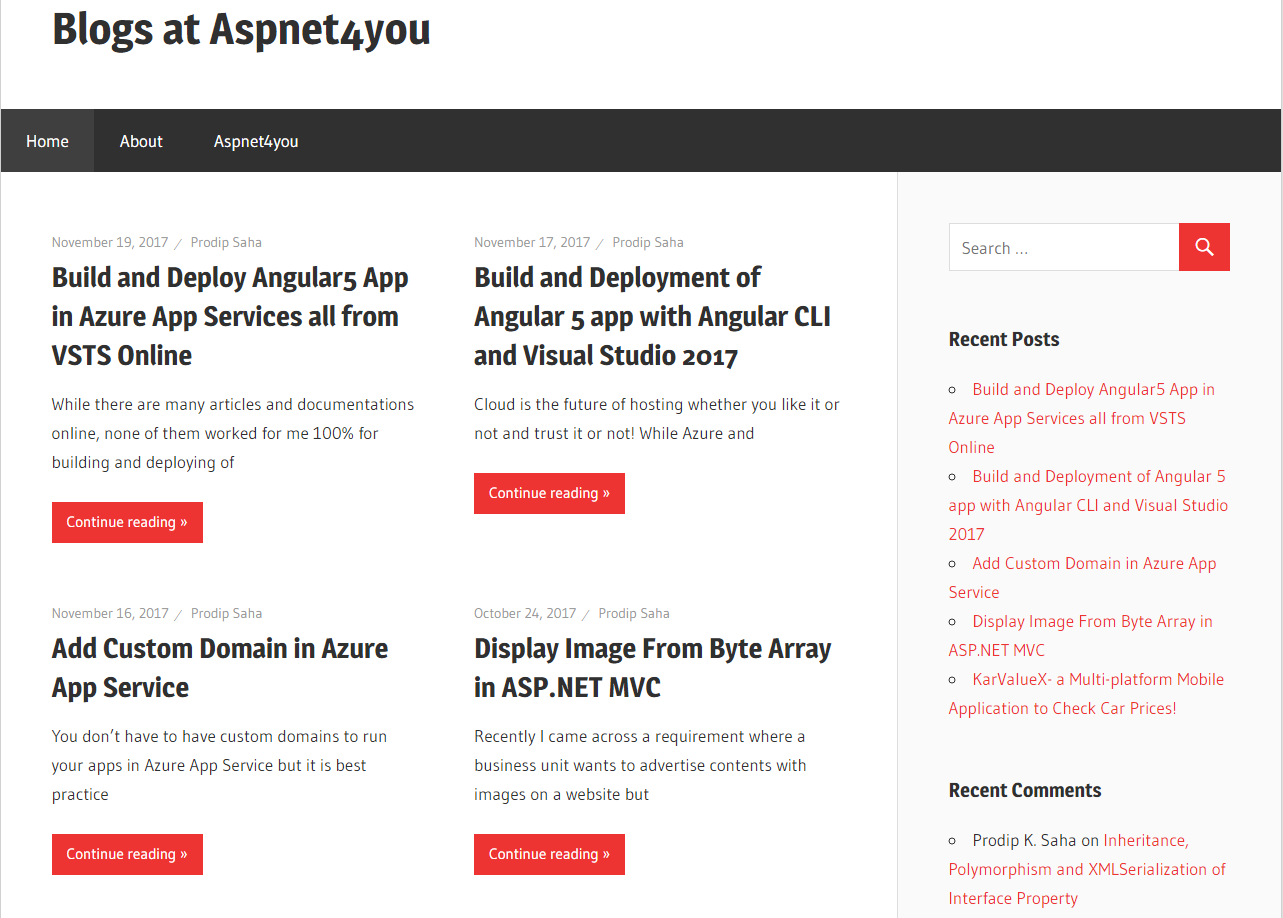 Blogs at Aspnet4you
Home
About
Aspnet4you
November 19, 2017 / Prodip Saha
Build and Deploy Angular5 App
in Azure App Services all from
VSTS Online
While there are many articles and documentations
online, none of them worked for me 100% for
building and deploying of
Continue reading »
November 17, 2017 / Prodip Saha
Build and Deployment of
Angular 5 app with Angular CLI
and Visual Studio 2017
Cloud is the future of hosting whether you like it or
not and trust it or not! While Azure and
Continue reading »
November 16, 2017 / Prodip Saha
Add Custom Domain in Azure
App Service
You don’t have to have custom domains to run
your apps in Azure App Service but it is best
practice
Continue reading »
October 24, 2017 / Prodip Saha
Display Image From Byte Array
in ASP.NET MVC
Recently I came across a requirement where a
business unit wants to advertise contents with
images on a website but
Continue reading »
Search …
Recent Posts
Build and Deploy Angular5 App in
Azure App Services all from VSTS
Online
Build and Deployment of Angular 5
app with Angular CLI and Visual Studio
2017
Add Custom Domain in Azure App
Service
Display Image From Byte Array in
ASP.NET MVC
KarValueX- a Multi-platform Mobile
Application to Check Car Prices!
Recent Comments
Prodip K. Saha on Inheritance,
Polymorphism and XMLSerialization of
Interface Property